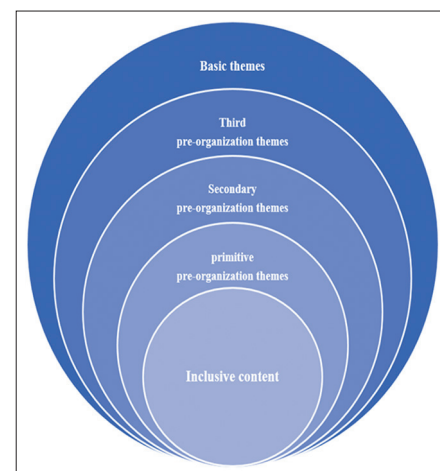 Basic themes
Third
pre-organization themes
Secondary
pre-organization themes
primitive
pre-organization themes
Inclusive content